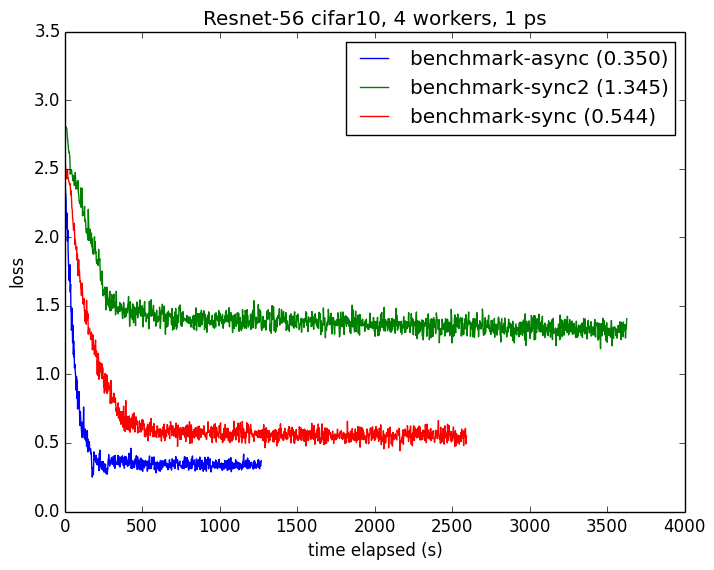 Resnet-56 cifar10, 4 workers, 1 ps
benchmark-async (0.350)
benchmark-sync2 (1.345)
benchmark-sync (0.544)
3.5
3.0
2.5
2.0
1.5
1.0
0.5
0.0
loss
0 500 1000 1500 2000 2500 3000 3500 4000
time elapsed (s)